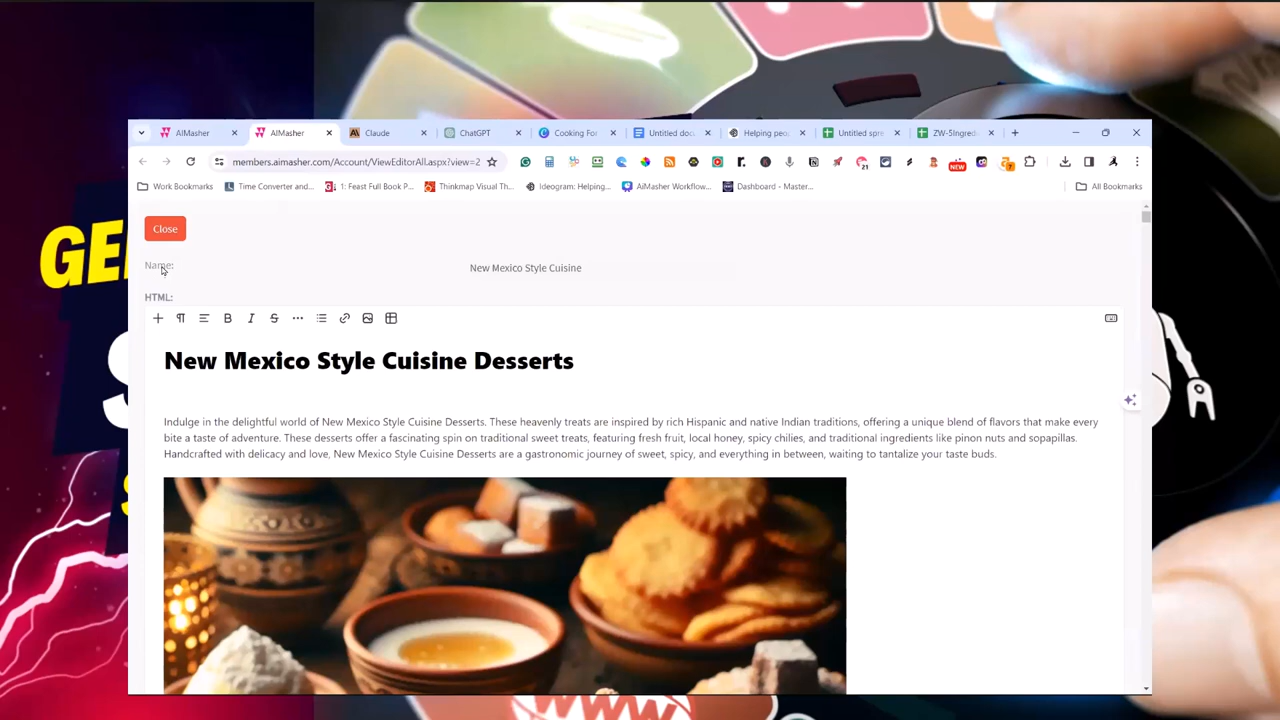 AIMasher
AIMasher
Claude
ChatGPT
Cooking For
Untitled doc
Helping peo
Untitled spre
ZW-5Ingred
members.aimasher.com/Account/ViewEditorAll.aspx?view=2
21
NEW
7
Work Bookmarks
Time Converter and...
1: Feast Full Book P...
Thinkmap Visual Th...
Ideogram: Helping...
AiMasher Workflow...
Dashboard - Master...
All Bookmarks
Close
Name:
New Mexico Style Cuisine
HTML:
New Mexico Style Cuisine Desserts
Indulge in the delightful world of New Mexico Style Cuisine Desserts. These heavenly treats are inspired by rich Hispanic and native Indian traditions, offering a unique blend of flavors that make every
bite a taste of adventure. These desserts offer a fascinating spin on traditional sweet treats, featuring fresh fruit, local honey, spicy chilies, and traditional ingredients like pinon nuts and sopapillas.
Handcrafted with delicacy and love, New Mexico Style Cuisine Desserts are a gastronomic journey of sweet, spicy, and everything in between, waiting to tantalize your taste buds.
GE
S
WWW